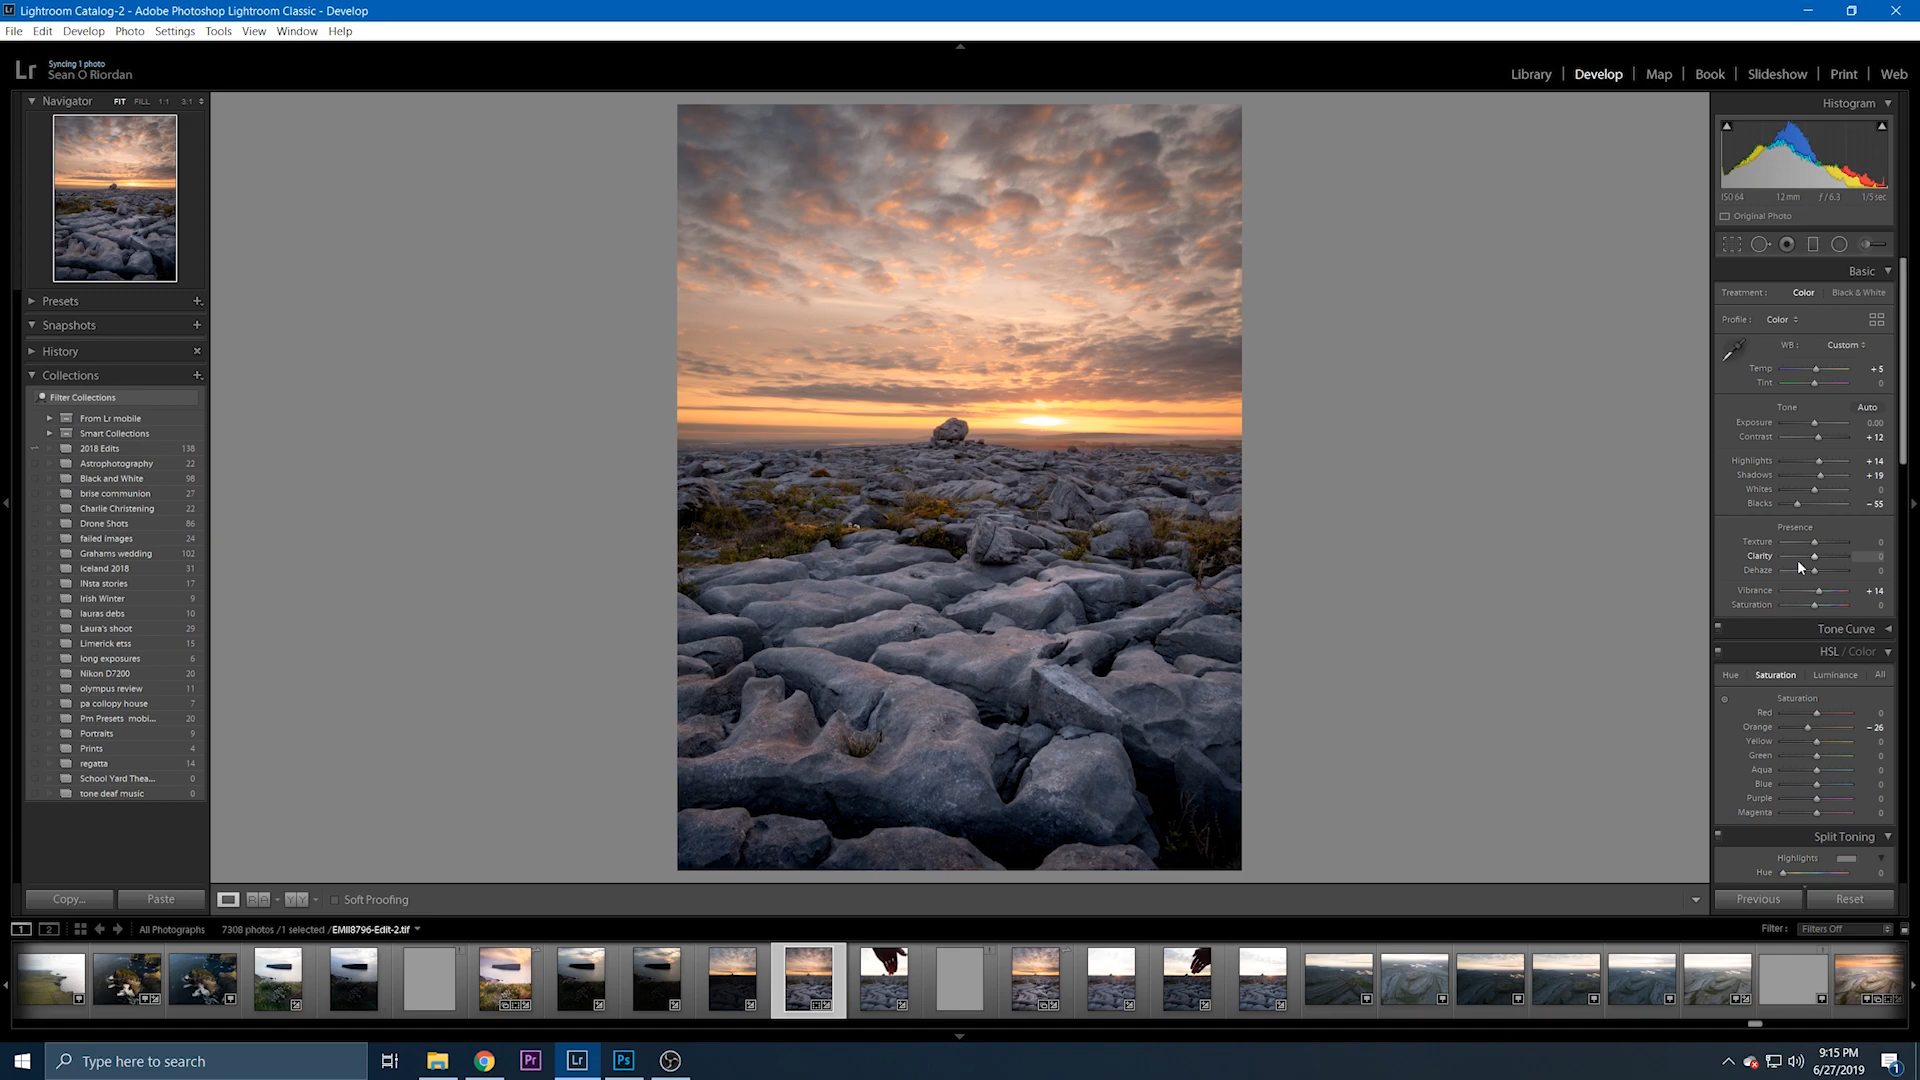 Lightroom Catalog-2 - Adobe Photoshop Lightroom Classic - Develop
File Edit Develop Photo Settings Tools View Window Help
Lr
Syncing 1 photo
Sean O Riordan
Library | Develop | Map | Book | Slideshow | Print | Web
Navigator FIT FILL 1:1 3:1
Presets
Snapshots
History
Collections
Filter Collections
From Lr mobile
Smart Collections
2018 Edits 138
Astrophotography 22
Black and White 98
brise communion 27
Charlie Christening 22
Drone Shots 86
failed images 24
Grahams wedding 102
Iceland 2018 31
INsta stories 17
Irish Winter 9
lauras debs 10
Laura's shoot 29
Limerick etss 15
long exposures 6
Nikon D7200 20
olympus review 11
pa collopy house 7
Pm Presets mobi... 20
Portraits 9
Prints 4
regatta 14
School Yard Thea... 0
tone deaf music 0
Copy... Paste
Histogram
ISO 64 12 mm ƒ / 6.3 1/5 sec
Original Photo
Basic
Treatment : Color Black & White
Profile : Color
WB : Custom
Temp + 5
Tint 0
Tone Auto
Exposure 0.00
Contrast + 12
Highlights + 14
Shadows + 19
Whites 0
Blacks - 55
Presence
Texture 0
Clarity 0
Dehaze 0
Vibrance + 14
Saturation 0
Tone Curve
HSL / Color
Hue Saturation Luminance All
Saturation
Red 0
Orange - 26
Yellow 0
Green 0
Aqua 0
Blue 0
Purple 0
Magenta 0
Split Toning
Highlights
Hue 0
Previous Reset
R A Y Y Soft Proofing
1 2 All Photographs 7308 photos / 1 selected / EMII8796-Edit-2.tif
Filter : Filters Off
Type here to search
Pr Lr Ps
9:15 PM
6/27/2019
1